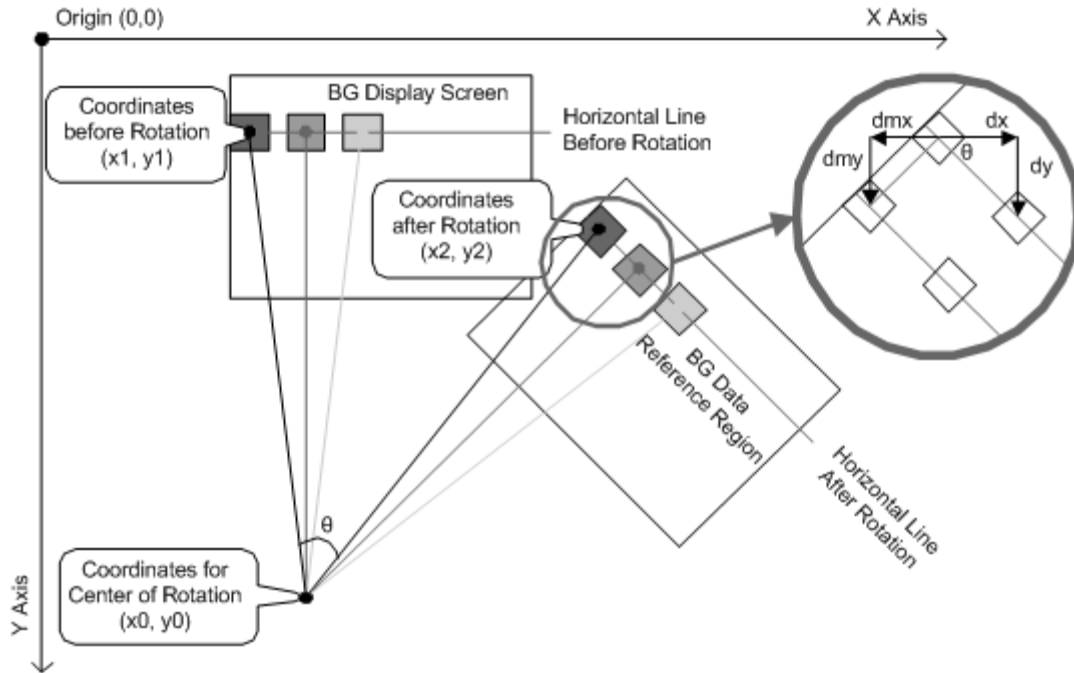 Origin (0,0)
X Axis
BG Display Screen
Coordinates
before Rotation
(x1, y1)
Horizontal Line
Before Rotation
dmx
dx
dmy
θ
dy
Coordinates
after Rotation
(x2, y2)
BG Data
Reference Region
Horizontal Line
After Rotation
θ
Coordinates for
Center of Rotation
(x0, y0)
Y Axis